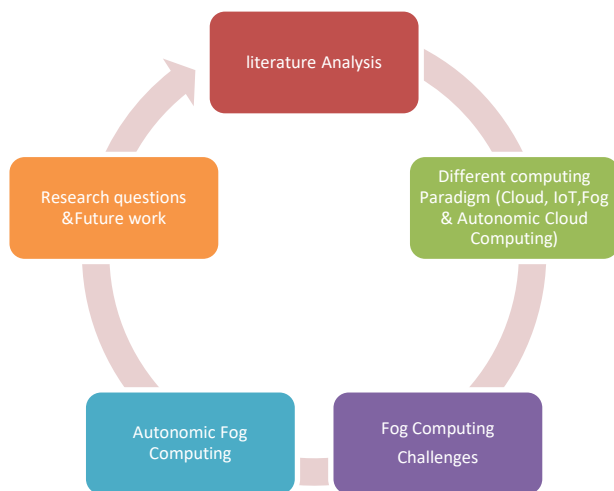 literature Analysis
Different computing
Paradigm (Cloud, IoT,Fog
& Autonomic Cloud
Computing)
Fog Computing
Challenges
Autonomic Fog
Computing
Research questions
&Future work